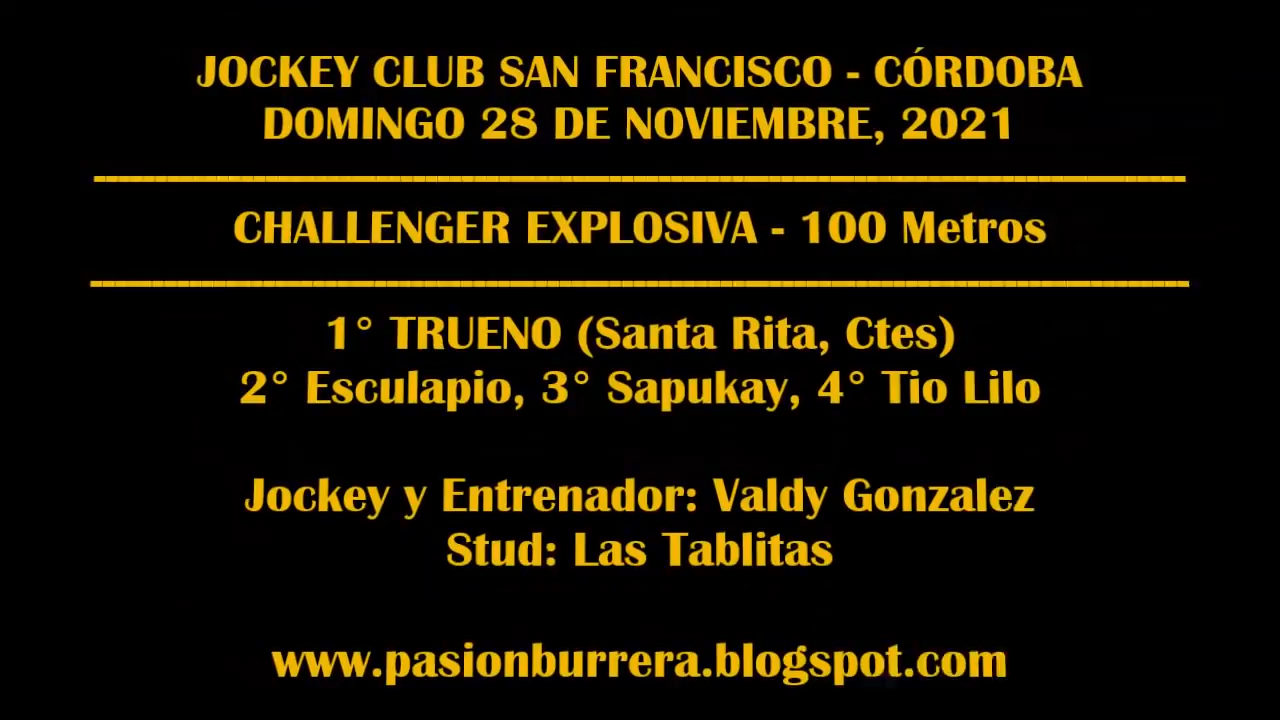 JOCKEY CLUB SAN FRANCISCO - CÓRDOBA
DOMINGO 28 DE NOVIEMBRE, 2021
CHALLENGER EXPLOSIVA - 100 Metros
1° TRUENO (Santa Rita, Ctes)
2° Esculapio, 3° Sapukay, 4° Tio Lilo
Jockey y Entrenador: Valdy Gonzalez
Stud: Las Tablitas
www.pasionburrera.blogspot.com